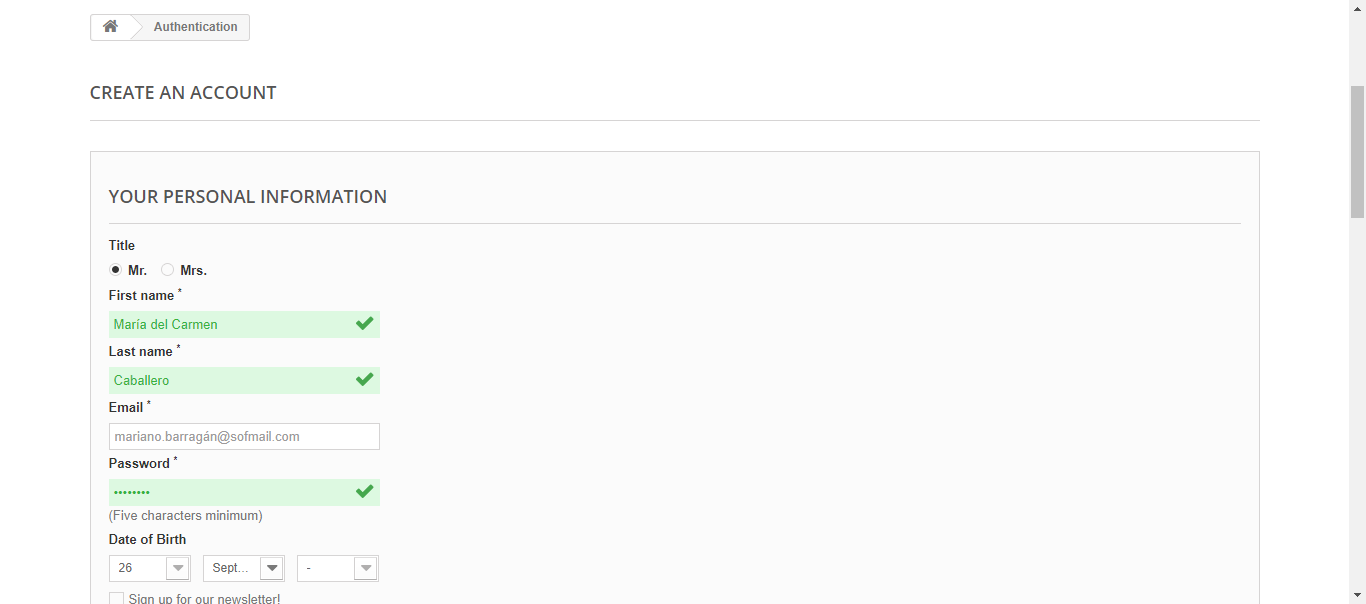 Authentication
CREATE AN ACCOUNT
YOUR PERSONAL INFORMATION
Title
Mr. Mrs.
First name *
María del Carmen
Last name *
Caballero
Email *
mariano.barragán@sofmail.com
Password *
••••••••
(Five characters minimum)
Date of Birth
26 Sept... -
Sign up for our newsletter!